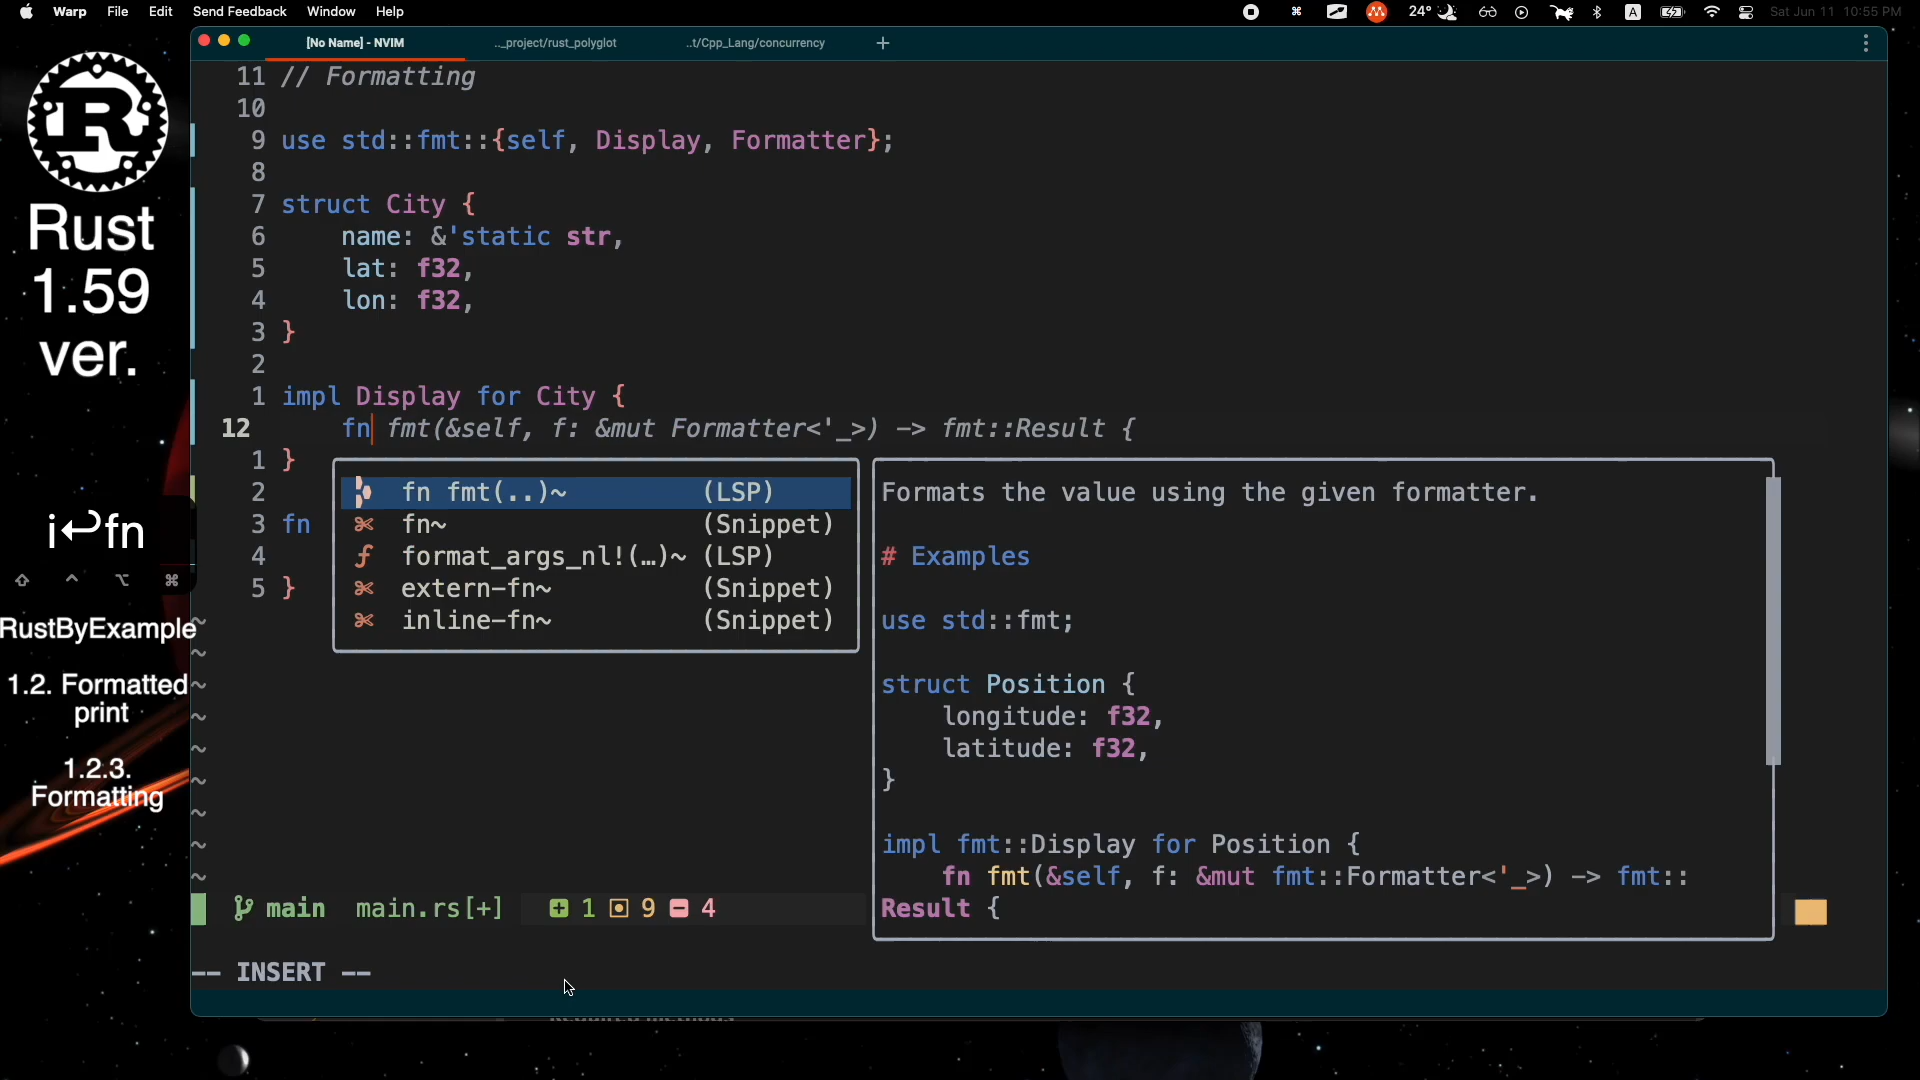 Warp File Edit Send Feedback Window Help
24° A Sat Jun 11 10:55 PM
[No Name] - NVIM
.._project/rust_polyglot
..t/Cpp_Lang/concurrency
+
R
Rust
1.59
ver.
i↩fn
⇧ ^ ⌥ ⌘
RustByExample
1.2. Formatted
print
1.2.3.
Formatting
11 // Formatting
10
9 use std::fmt::{self, Display, Formatter};
8
7 struct City {
6 name: &'static str,
5 lat: f32,
4 lon: f32,
3 }
2
1 impl Display for City {
12 fn fmt(&self, f: &mut Formatter<'_>) -> fmt::Result {
1 }
2
3 fn
4
5 }
fn fmt(..)~ (LSP)
fn~ (Snippet)
format_args_nl!(…)~ (LSP)
extern-fn~ (Snippet)
inline-fn~ (Snippet)
Formats the value using the given formatter.
# Examples
use std::fmt;
struct Position {
longitude: f32,
latitude: f32,
}
impl fmt::Display for Position {
fn fmt(&self, f: &mut fmt::Formatter<'_>) -> fmt::
Result {
~
~
~
~
~
~
~
~
~
main main.rs[+] 1 9 4
-- INSERT --